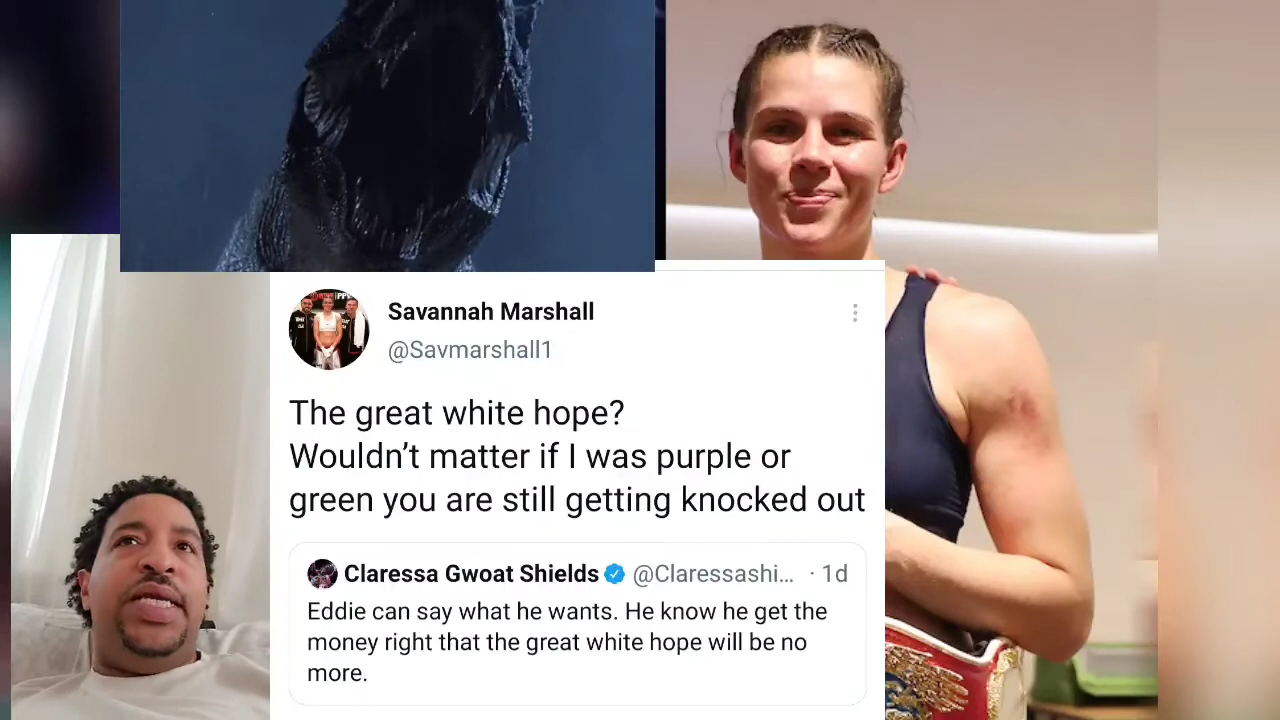 Savannah Marshall
@Savmarshall1
The great white hope?
Wouldn't matter if I was purple or
green you are still getting knocked out
Claressa Gwoat Shields @Claressashi... · 1d
Eddie can say what he wants. He know he get the
money right that the great white hope will be no
more.